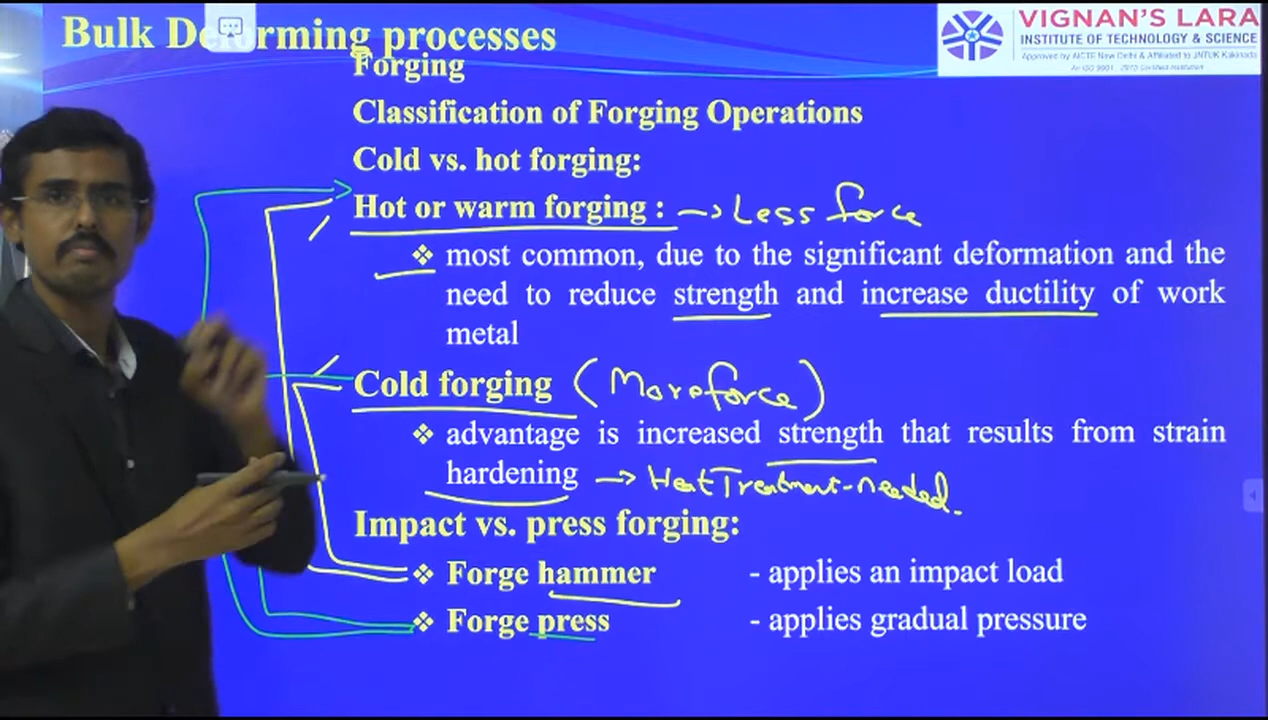 Bulk Deforming processes
VIGNAN'S LARA
INSTITUTE OF TECHNOLOGY & SCIENCE
Approved by AICTE New Delhi & Affiliated to JNTUK Kakinada
An ISO 9001 : 2015 Certified Institution
Forging
Classification of Forging Operations
Cold vs. hot forging:
Hot or warm forging : → Less force
❖ most common, due to the significant deformation and the
need to reduce strength and increase ductility of work
metal
Cold forging (More force)
❖ advantage is increased strength that results from strain
hardening → Heat Treatment needed.
Impact vs. press forging:
❖ Forge hammer - applies an impact load
❖ Forge press - applies gradual pressure